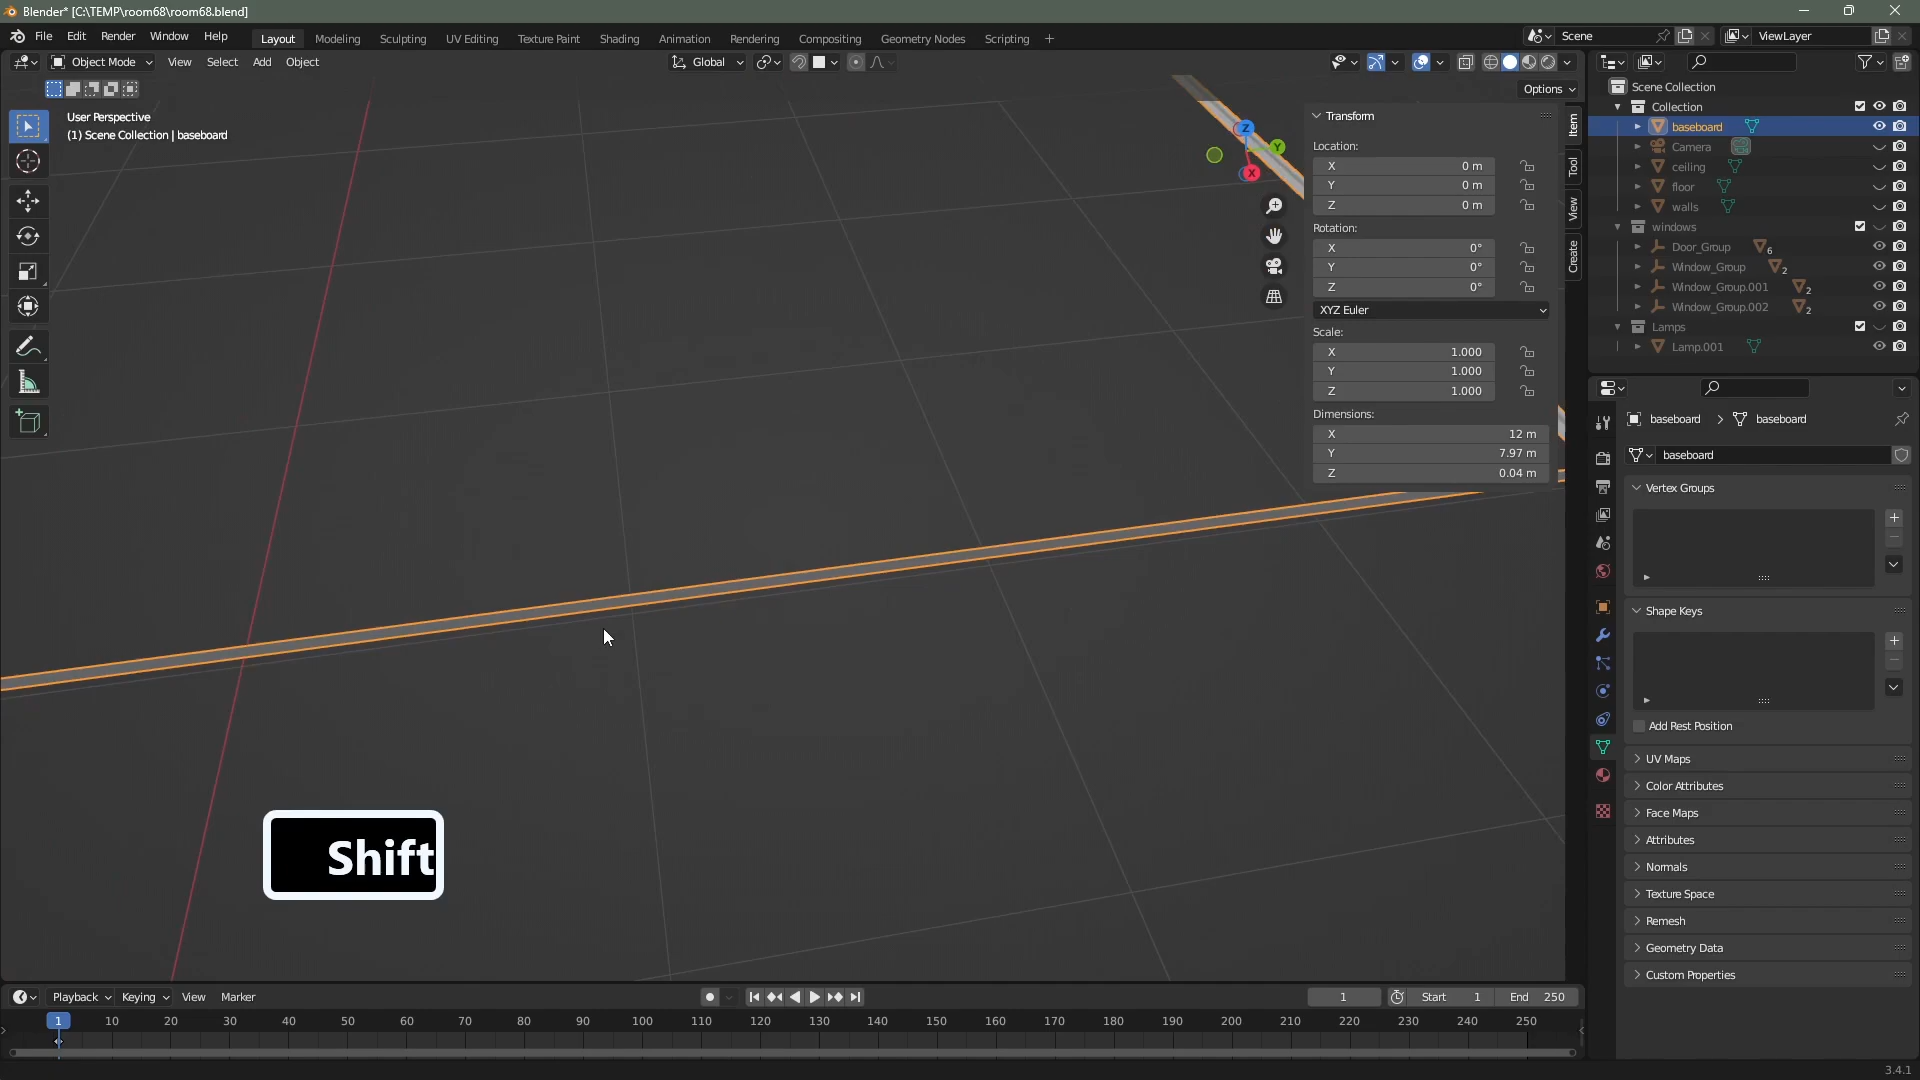 Blender* [C:\TEMP\room68\room68.blend]
File Edit Render Window Help Layout Modeling Sculpting UV Editing Texture Paint Shading Animation Rendering Compositing Geometry Nodes Scripting + Scene ViewLayer
Object Mode View Select Add Object Global
Options
User Perspective
(1) Scene Collection | baseboard
Z
Y
X
Transform
Location:
X 0 m
Y 0 m
Z 0 m
Rotation:
X 0°
Y 0°
Z 0°
XYZ Euler
Scale:
X 1.000
Y 1.000
Z 1.000
Dimensions:
X 12 m
Y 7.97 m
Z 0.04 m
Item
Tool
View
Create
Scene Collection
Collection
baseboard
Camera
ceiling
floor
walls
windows
Door_Group 6
Window_Group 2
Window_Group.001 2
Window_Group.002 2
Lamps
Lamp.001
baseboard > baseboard
baseboard
Vertex Groups
Shape Keys
Add Rest Position
UV Maps
Color Attributes
Face Maps
Attributes
Normals
Texture Space
Remesh
Geometry Data
Custom Properties
Shift
Playback Keying View Marker 1 Start 1 End 250
1 10 20 30 40 50 60 70 80 90 100 110 120 130 140 150 160 170 180 190 200 210 220 230 240 250
3.4.1